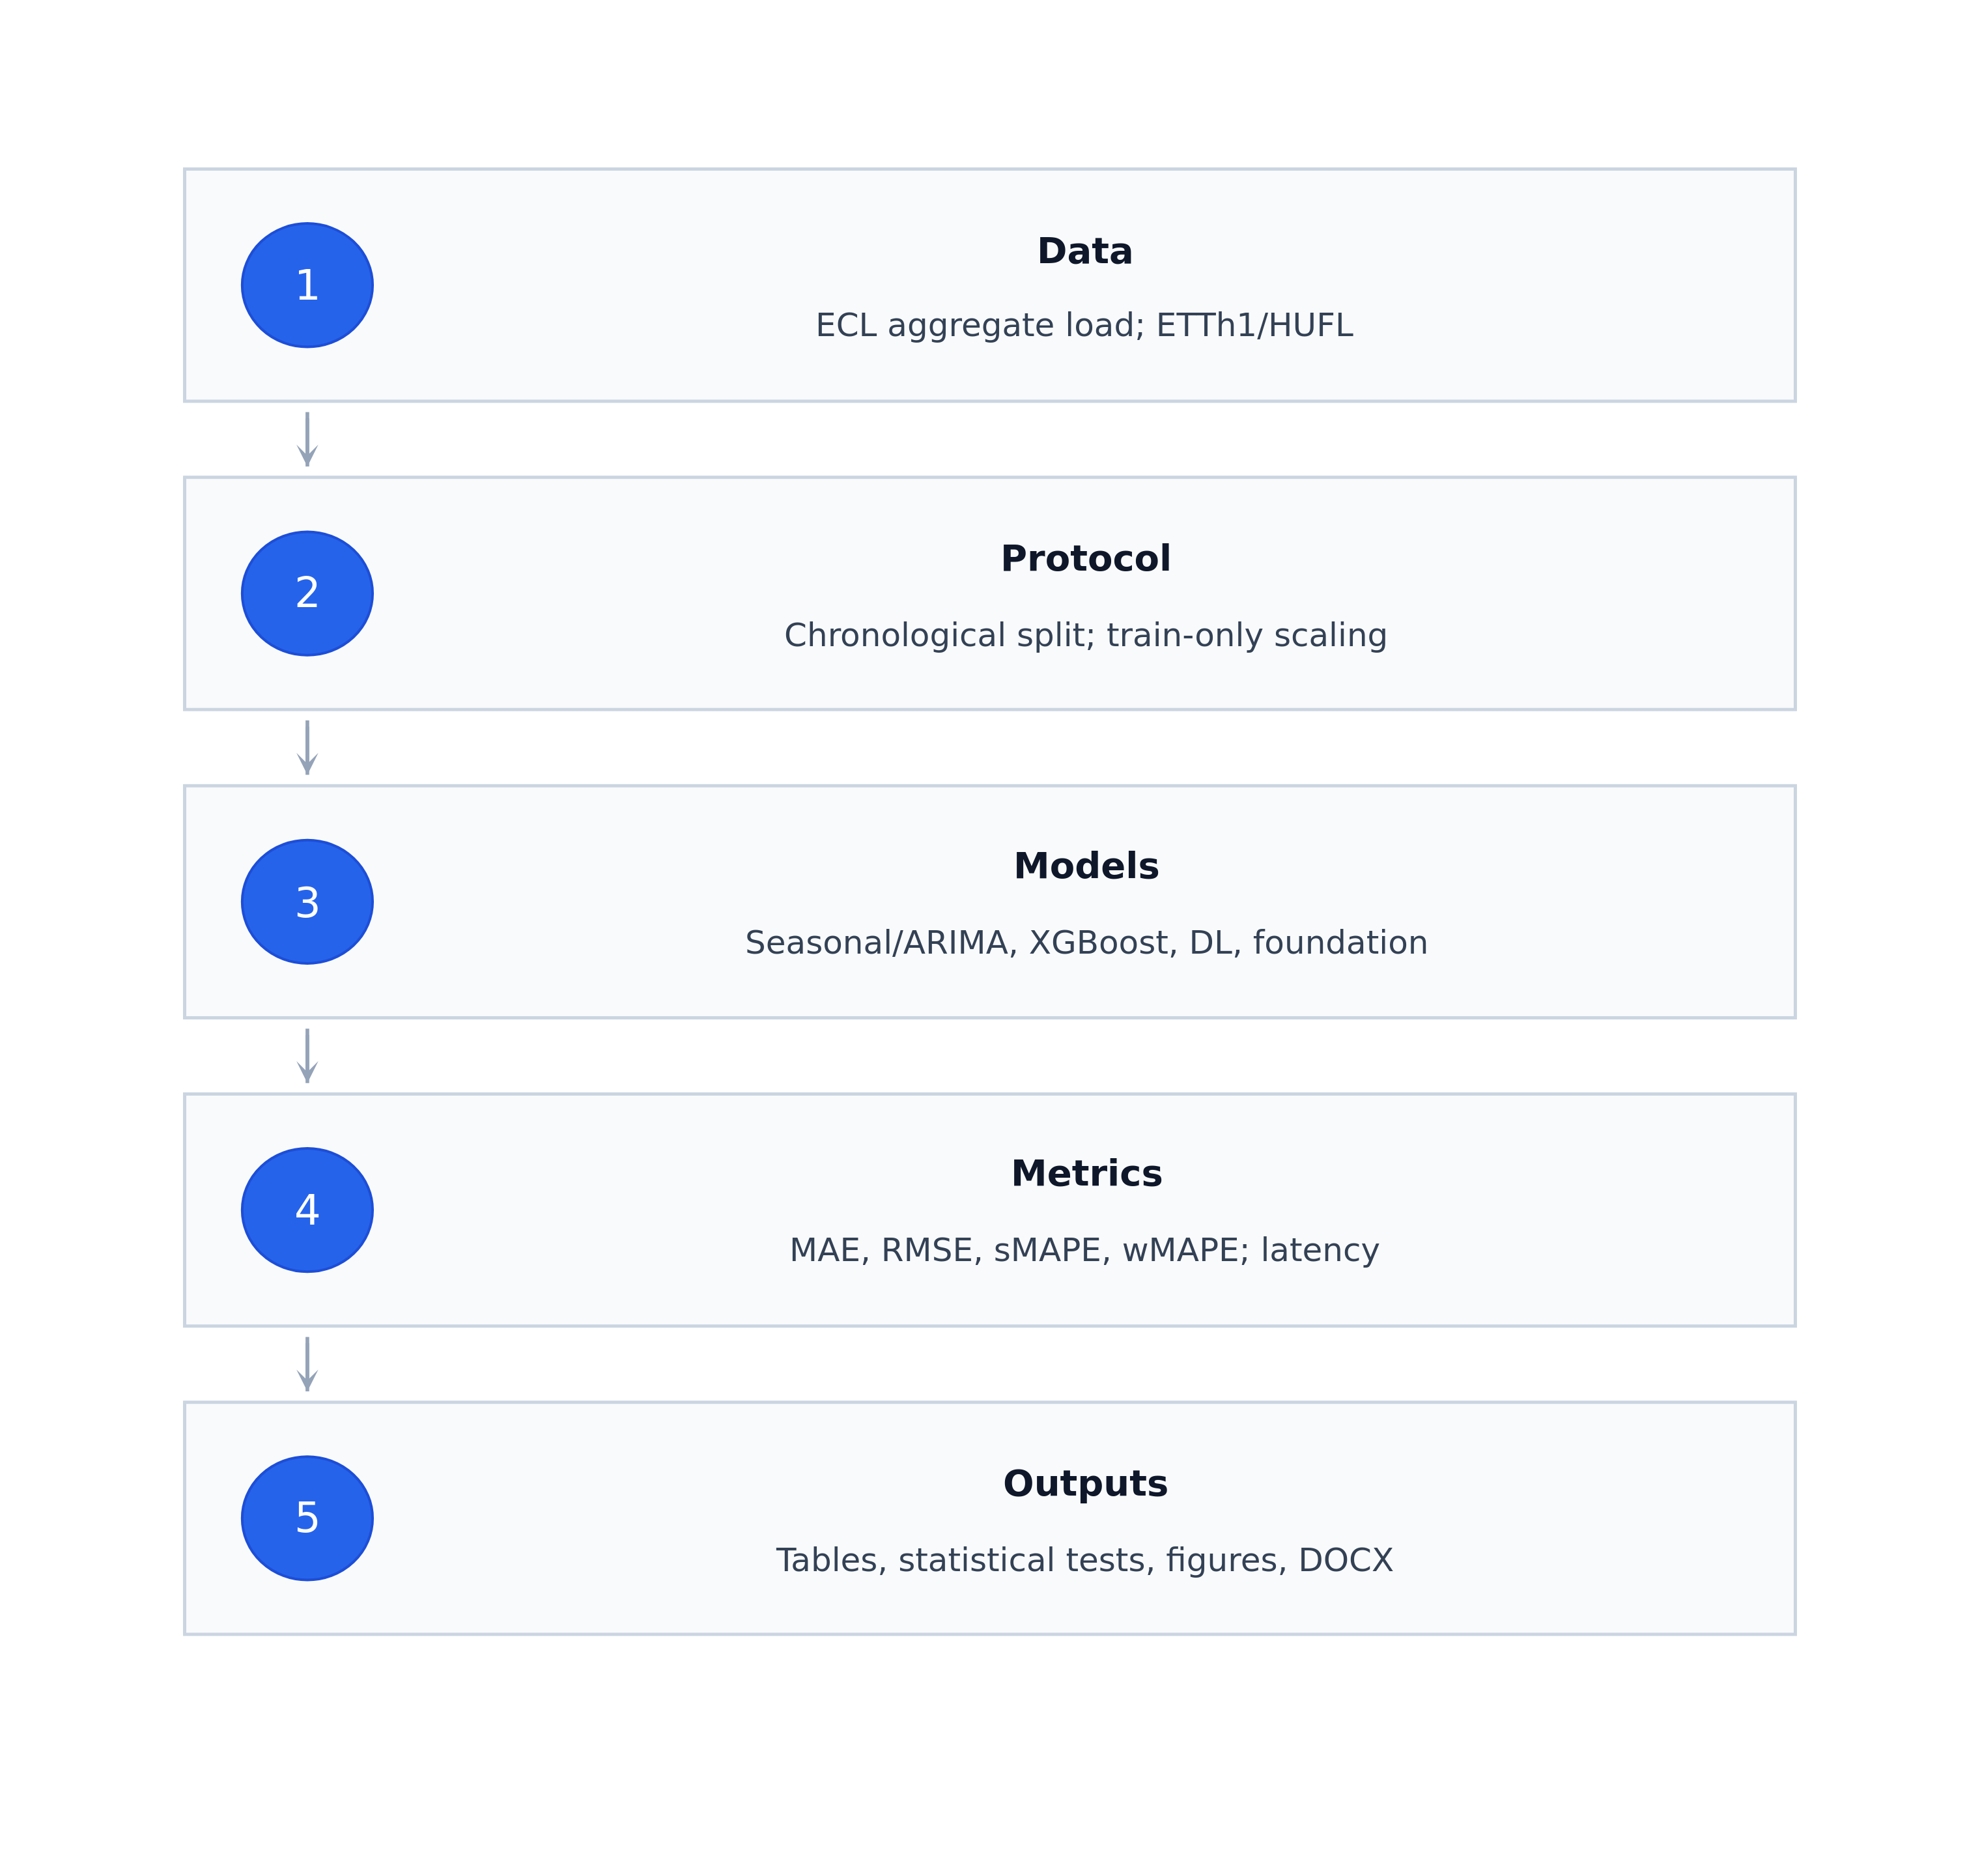 1
Data
ECL aggregate load; ETTh1/HUFL
2
Protocol
Chronological split; train-only scaling
3
Models
Seasonal/ARIMA, XGBoost, DL, foundation
4
Metrics
MAE, RMSE, sMAPE, wMAPE; latency
5
Outputs
Tables, statistical tests, figures, DOCX